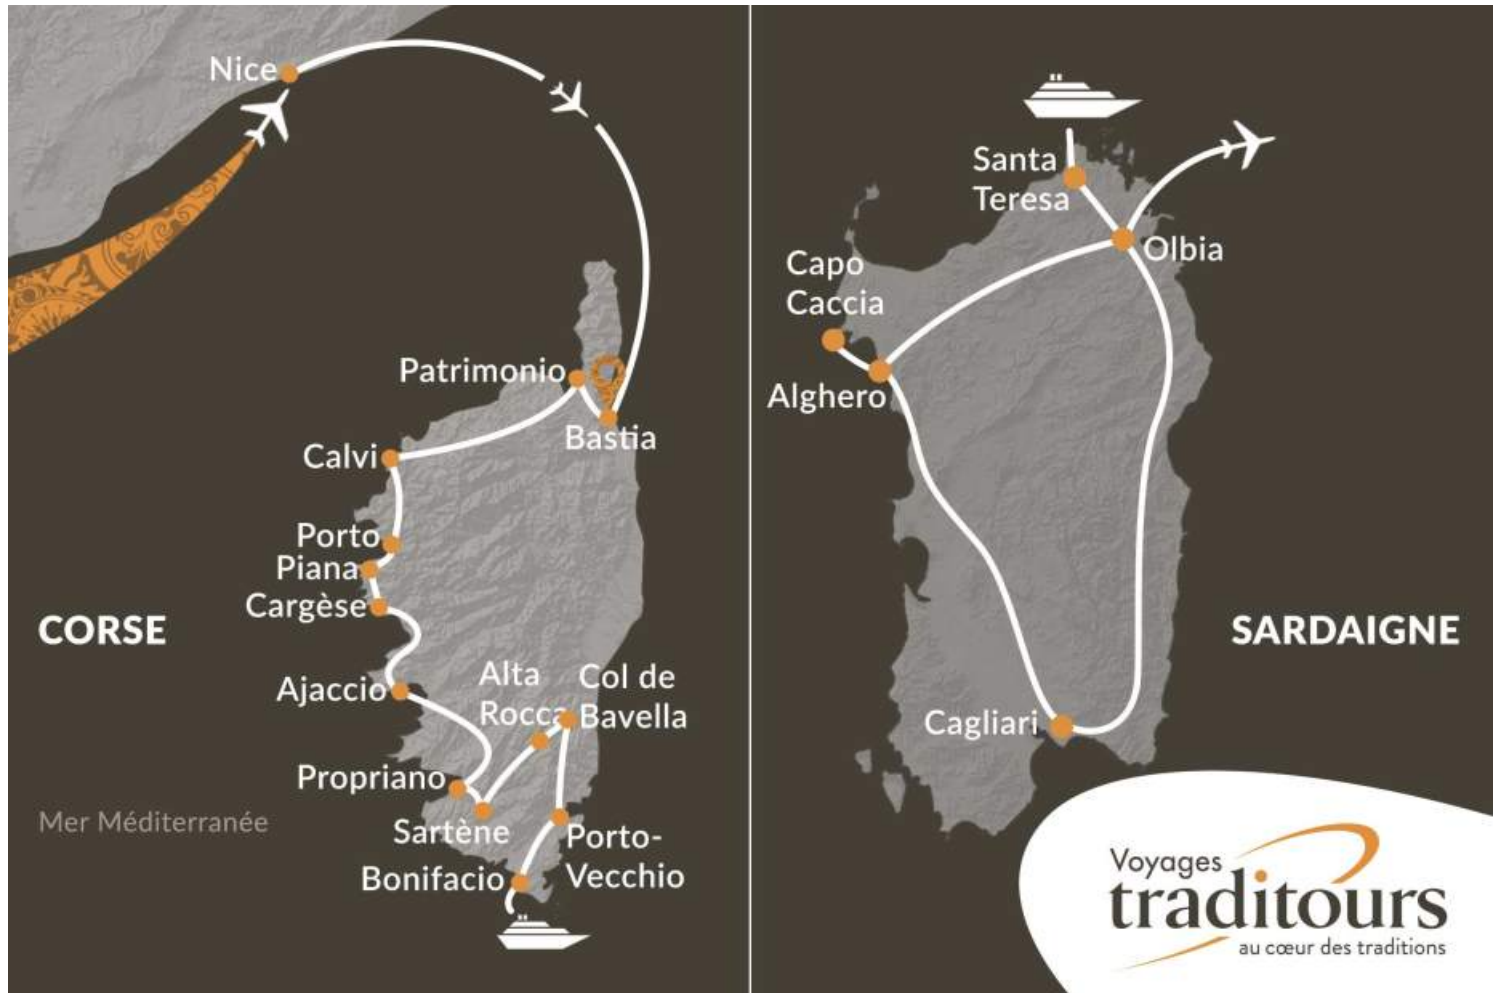 Nice
Patrimonio
Bastia
Calvi
Porto
Piana
Cargèse
CORSE
Ajaccio
Alta
Rocca
Col de
Bavella
Propriano
Mer Méditerranée
Sartène
Porto-
Vecchio
Bonifacio
Santa
Teresa
Olbia
Capo
Caccia
Alghero
SARDAIGNE
Cagliari
Voyages
traditours
au cœur des traditions